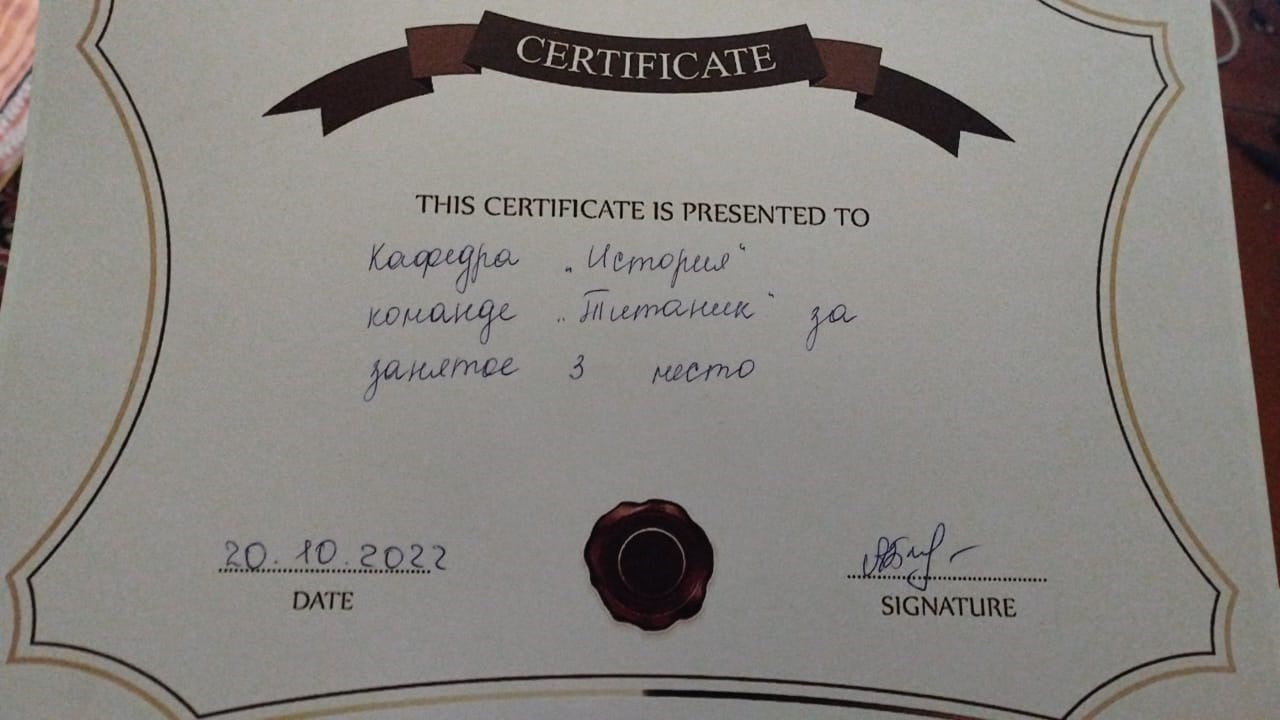 CERTIFICATE
THIS CERTIFICATE IS PRESENTED TO
Кафедра „История“
команде „Титаник“ за
занятое 3 место
20.10.2022
DATE
SIGNATURE